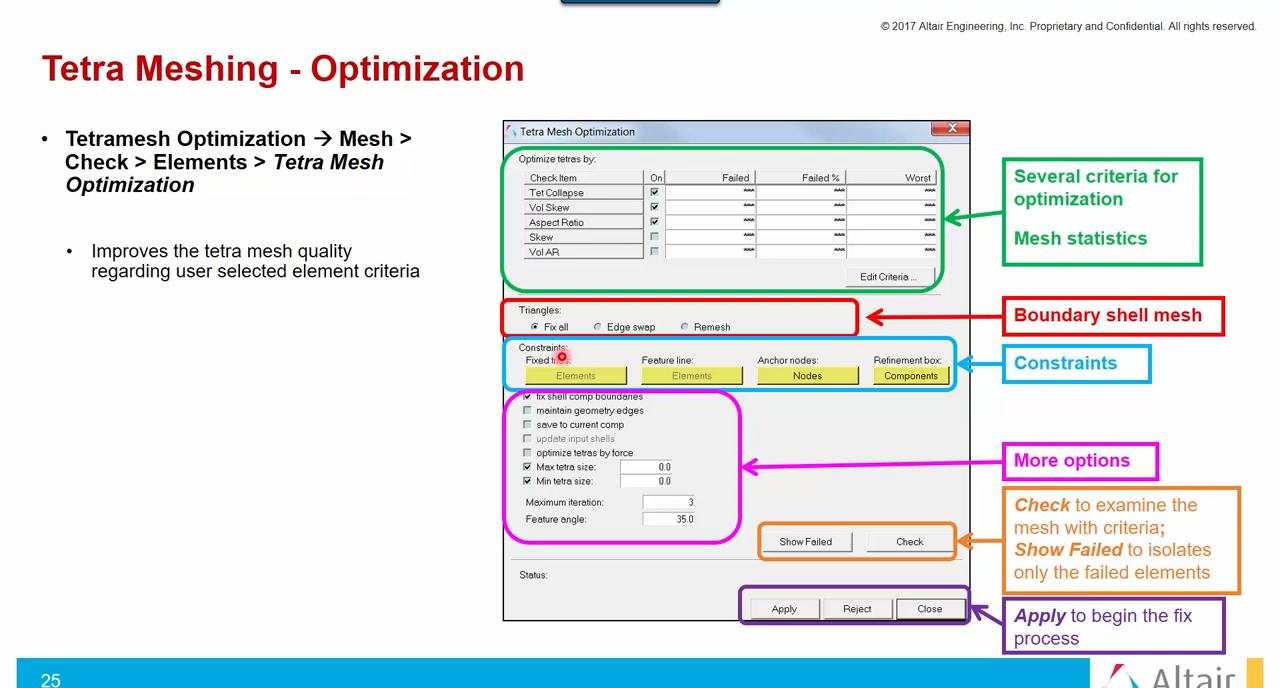 © 2017 Altair Engineering, Inc. Proprietary and Confidential. All rights reserved.
Tetra Meshing - Optimization
• Tetramesh Optimization → Mesh >
Check > Elements > Tetra Mesh
Optimization
• Improves the tetra mesh quality
regarding user selected element criteria
Tetra Mesh Optimization
Optimize tetras by:
Check Item On Failed Failed % Worst
Tet Collapse *** *** ***
Vol Skew *** *** ***
Aspect Ratio *** *** ***
Skew *** *** ***
Vol AR *** *** ***
Edit Criteria ...
Triangles:
Fix all Edge swap Remesh
Constraints:
Fixed Feature line: Anchor nodes: Refinement box:
Elements Elements Nodes Components
fix shell comp boundaries
maintain geometry edges
save to current comp
update input shells
optimize tetras by force
Max tetra size: 0.0
Min tetra size: 0.0
Maximum iteration: 3
Feature angle: 35.0
Show Failed Check
Status:
Apply Reject Close
Several criteria for
optimization
Mesh statistics
Boundary shell mesh
Constraints
More options
Check to examine the
mesh with criteria;
Show Failed to isolates
only the failed elements
Apply to begin the fix
process
25
Altair